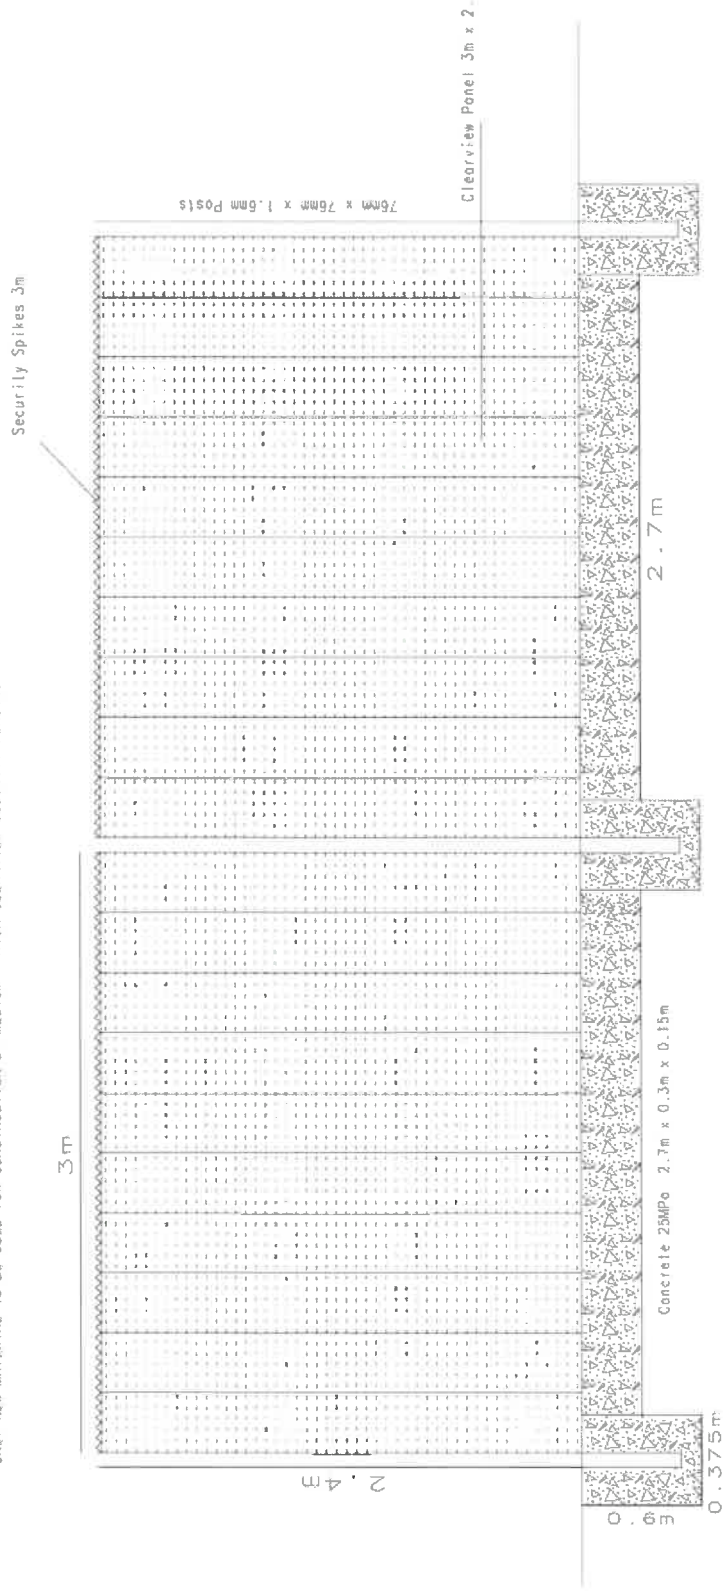 Security Spikes 3m
3m
76mm x 76mm x 1.6mm Posts
Clearview Panel 3m x 2.
2.4m
2.7m
Concrete 25MPa 2.7m x 0.3m x 0.15m
0.6m
0.375m